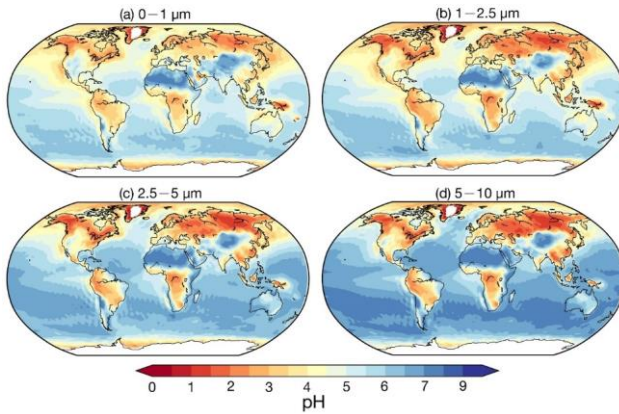 (a) 0−1 µm
(b) 1−2.5 µm
(c) 2.5−5 µm
(d) 5−10 µm
0 1 2 3 4 5 6 7 8 9
pH